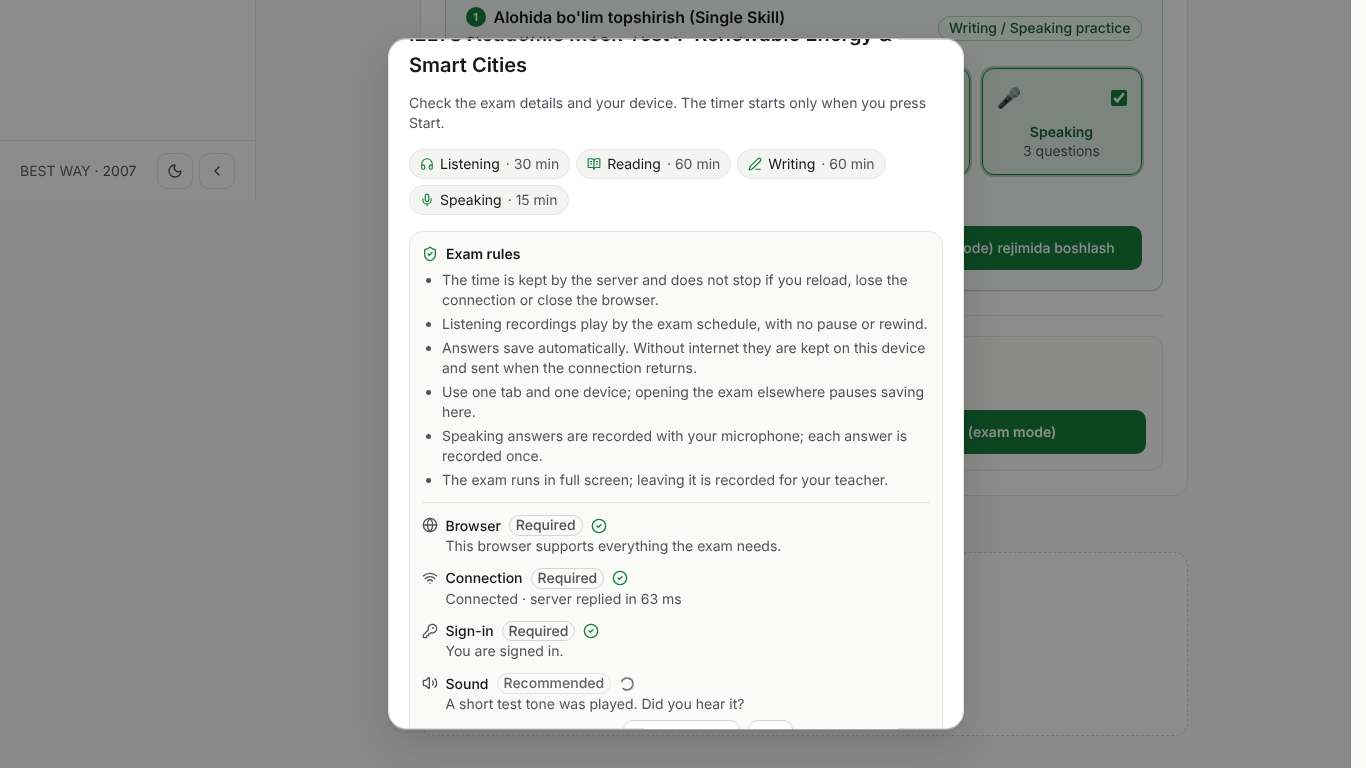 1 Alohida bo'lim topshirish (Single Skill)
Writing / Speaking practice
Speaking
3 questions
ode) rejimida boshlash
(exam mode)
BEST WAY · 2007
IELTS Academic Mock Test 7 Renewable Energy &
Smart Cities
Check the exam details and your device. The timer starts only when you press
Start.
Listening · 30 min
Reading · 60 min
Writing · 60 min
Speaking · 15 min
Exam rules
• The time is kept by the server and does not stop if you reload, lose the
connection or close the browser.
• Listening recordings play by the exam schedule, with no pause or rewind.
• Answers save automatically. Without internet they are kept on this device
and sent when the connection returns.
• Use one tab and one device; opening the exam elsewhere pauses saving
here.
• Speaking answers are recorded with your microphone; each answer is
recorded once.
• The exam runs in full screen; leaving it is recorded for your teacher.
Browser Required
This browser supports everything the exam needs.
Connection Required
Connected · server replied in 63 ms
Sign-in Required
You are signed in.
Sound Recommended
A short test tone was played. Did you hear it?